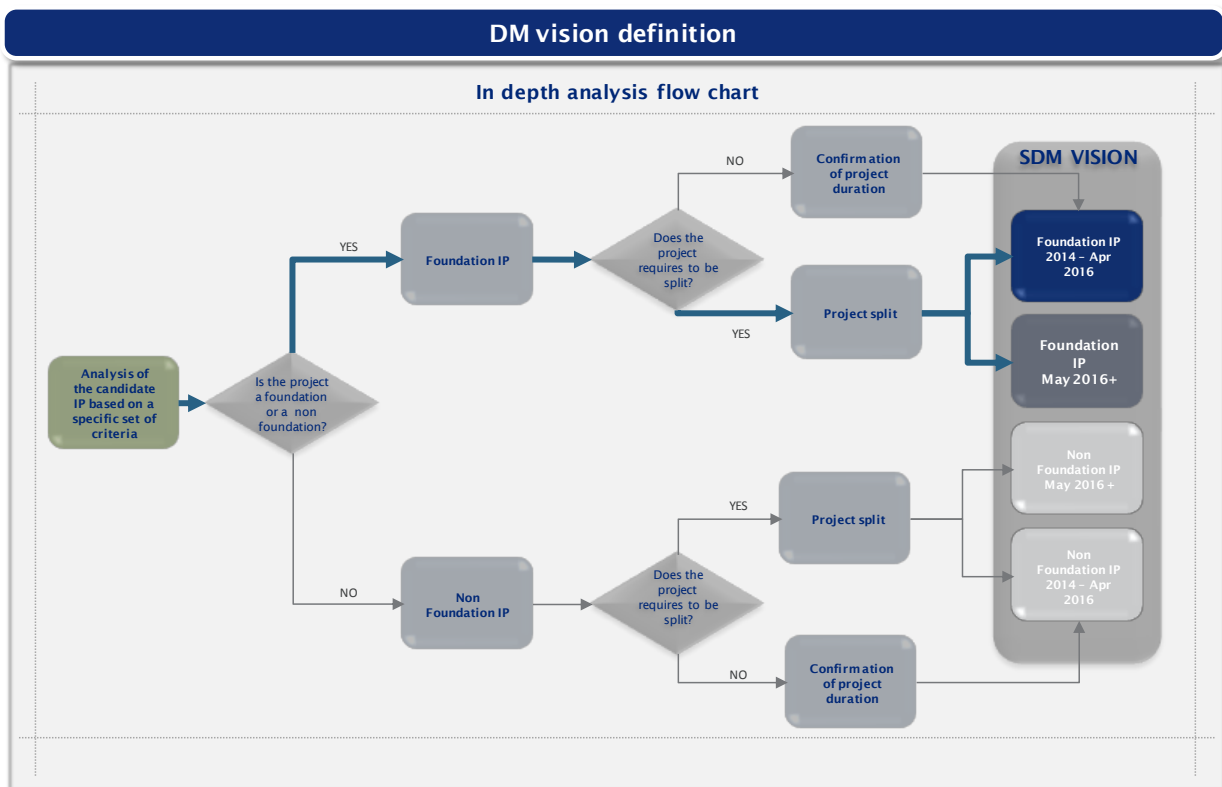 DM vision definition
In depth analysis flow chart
Analysis of
the candidate
IP based on a
specific set of
criteria
Is the project
a foundation
or a non
foundation?
YES
Foundation IP
Does the
project
requires to be
split?
NO
Confirmation
of project
duration
YES
Project split
NO
Non
Foundation IP
Does the
project
requires to be
split?
YES
Project split
NO
Confirmation
of project
duration
SDM VISION
Foundation IP
2014 – Apr
2016
Foundation
IP
May 2016+
Non
Foundation IP
May 2016 +
Non
Foundation IP
2014 – Apr
2016